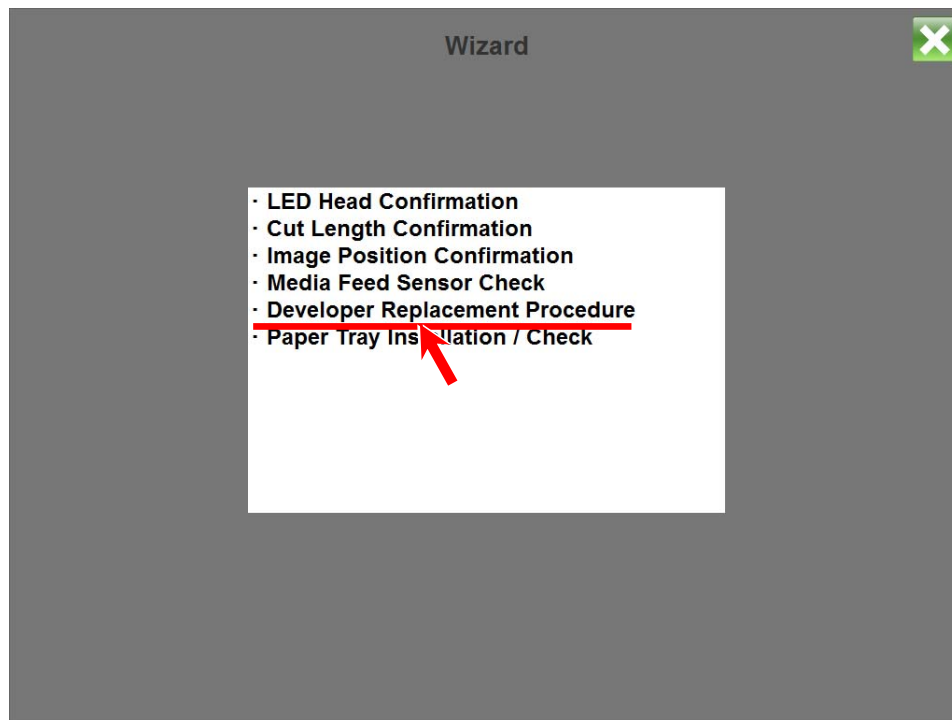 Wizard
· LED Head Confirmation
· Cut Length Confirmation
· Image Position Confirmation
· Media Feed Sensor Check
· Developer Replacement Procedure
· Paper Tray Installation / Check